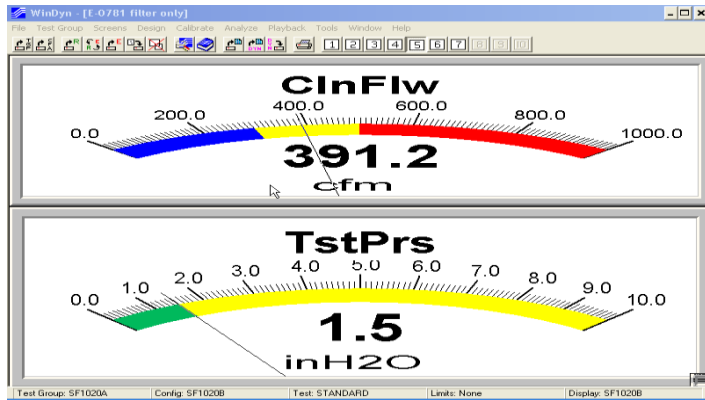 WinDyn - [E-0781 filter only]
File Test Group Screens Design Calibrate Analyze Playback Tools Window Help
1 2 3 4 5 6 7 8 9 10
ClnFlw
0.0 200.0 400.0 600.0 800.0 1000.0
391.2
cfm
TstPrs
0.0 1.0 2.0 3.0 4.0 5.0 6.0 7.0 8.0 9.0 10.0
1.5
inH2O
Test Group: SF1020A Config: SF1020B Test: STANDARD Limits: None Display: SF1020B